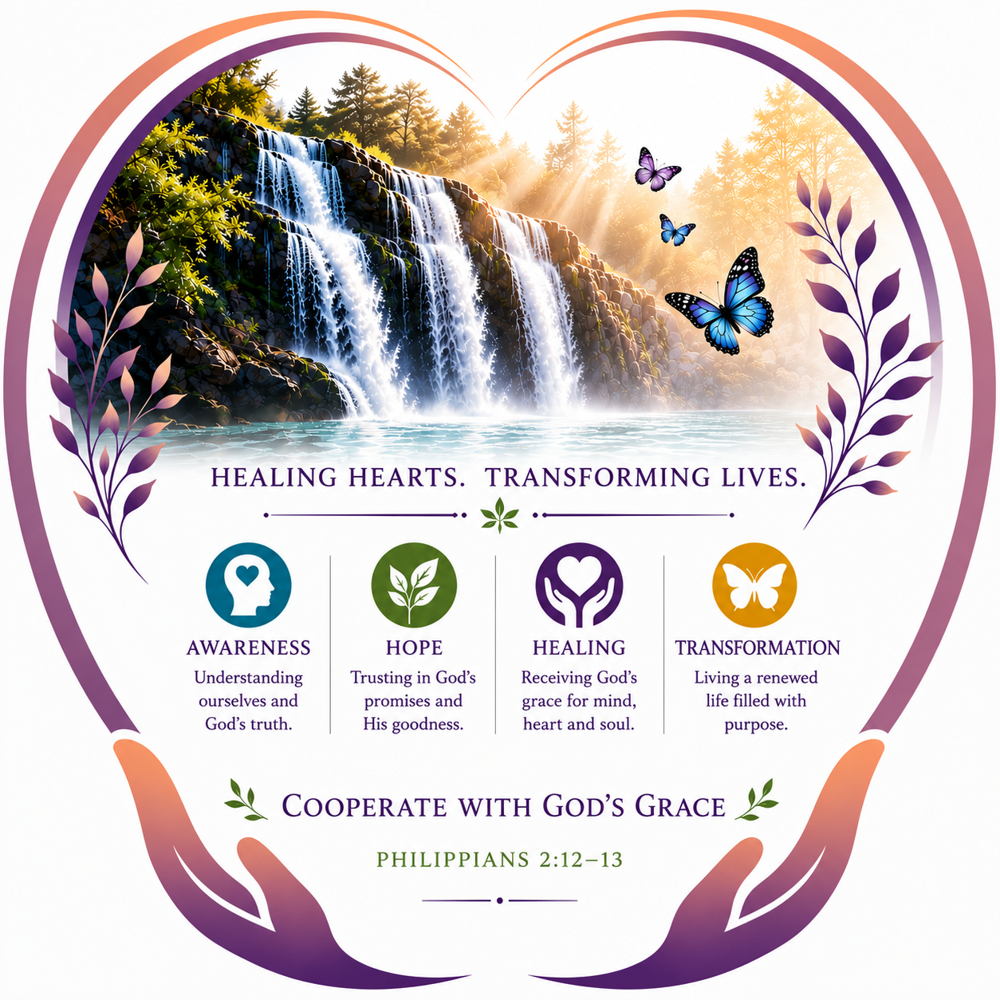 HEALING HEARTS. TRANSFORMING LIVES.
AWARENESS
Understanding
ourselves and
God's truth.
HOPE
Trusting in God's
promises and
His goodness.
HEALING
Receiving God's
grace for mind,
heart and soul.
TRANSFORMATION
Living a renewed
life filled with
purpose.
COOPERATE WITH GOD'S GRACE
PHILIPPIANS 2:12–13